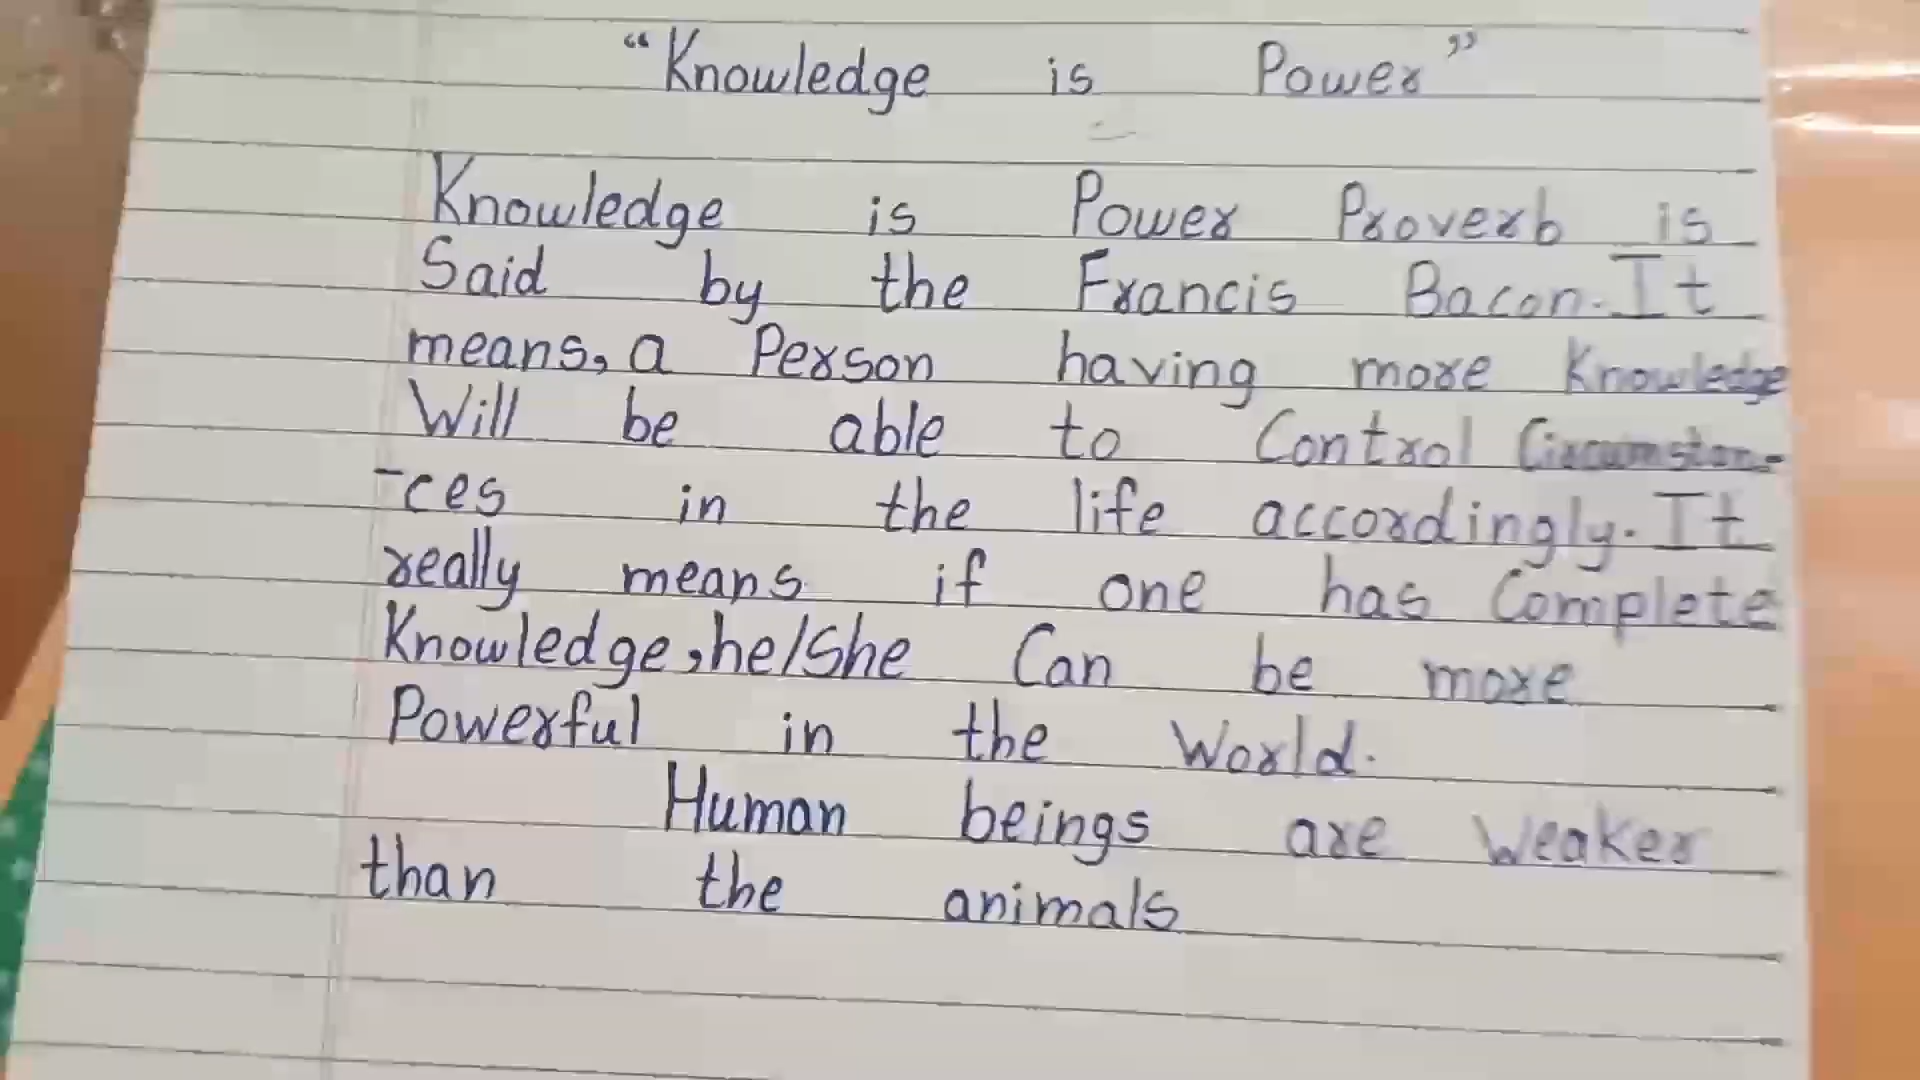 “Knowledge is Power”
Knowledge is Power Proverb is
Said by the Francis Bacon. It
means, a Person having more Knowledge
Will be able to Control Circumstan-
-ces in the life accordingly. It
really means if one has Complete
Knowledge, he/She Can be more
Powerful in the World.
Human beings are Weaker
than the animals